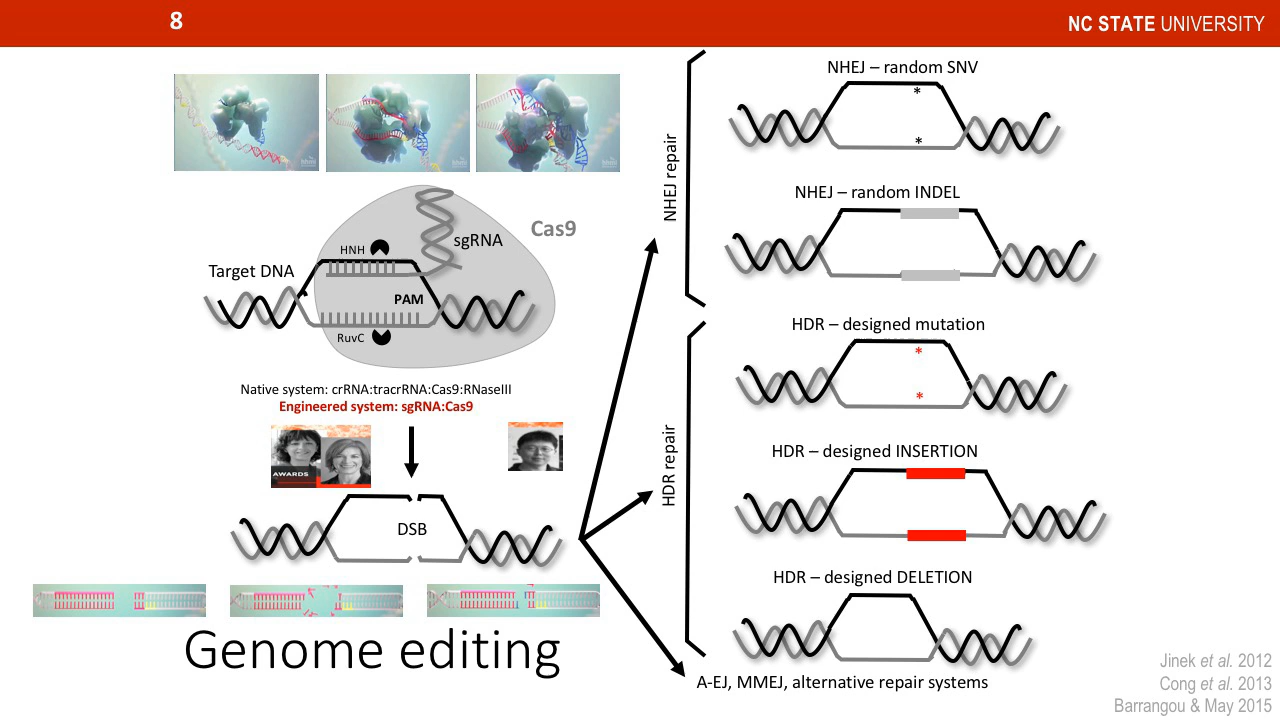 8
NC STATE UNIVERSITY
Cas9
sgRNA
HNH
Target DNA
PAM
RuvC
Native system: crRNA:tracrRNA:Cas9:RNaseIII
Engineered system: sgRNA:Cas9
AWARDS
DSB
Genome editing
NHEJ repair
NHEJ – random SNV
*
*
NHEJ – random INDEL
HDR repair
HDR – designed mutation
*
*
HDR – designed INSERTION
HDR – designed DELETION
A-EJ, MMEJ, alternative repair systems
Jinek et al. 2012
Cong et al. 2013
Barrangou & May 2015